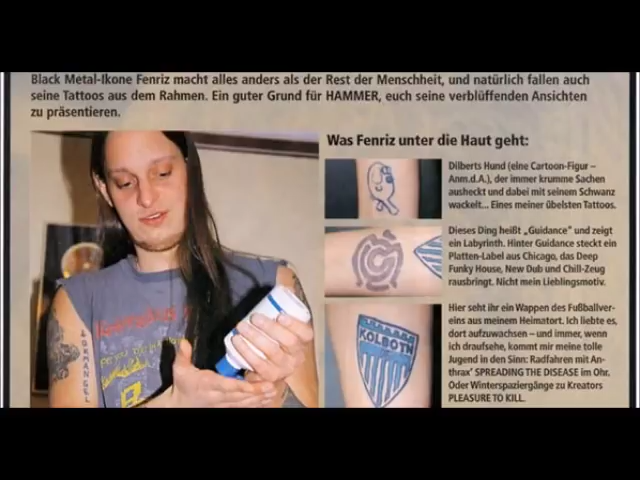 Black Metal-Ikone Fenriz macht alles anders als der Rest der Menschheit, und natürlich fallen auch
seine Tattoos aus dem Rahmen. Ein guter Grund für HAMMER, euch seine verblüffenden Ansichten
zu präsentieren.
Was Fenriz unter die Haut geht:
Dilberts Hund (eine Cartoon-Figur –
Anm.d.A.), der immer krumme Sachen
ausheckt und dabei mit seinem Schwanz
wackelt... Eines meiner übelsten Tattoos.
Dieses Ding heißt „Guidance" und zeigt
ein Labyrinth. Hinter Guidance steckt ein
Platten-Label aus Chicago, das Deep
Funky House, New Dub und Chill-Zeug
rausbringt. Nicht mein Lieblingsmotiv.
Hier seht ihr ein Wappen des Fußballver-
eins aus meinem Heimatort. Ich liebte es,
dort aufzuwachsen – und immer, wenn
ich draufsehe, kommt mir meine tolle
Jugend in den Sinn: Radfahren mit An-
thrax' SPREADING THE DISEASE im Ohr.
Oder Winterspaziergänge zu Kreators
PLEASURE TO KILL.
KOLBOTN